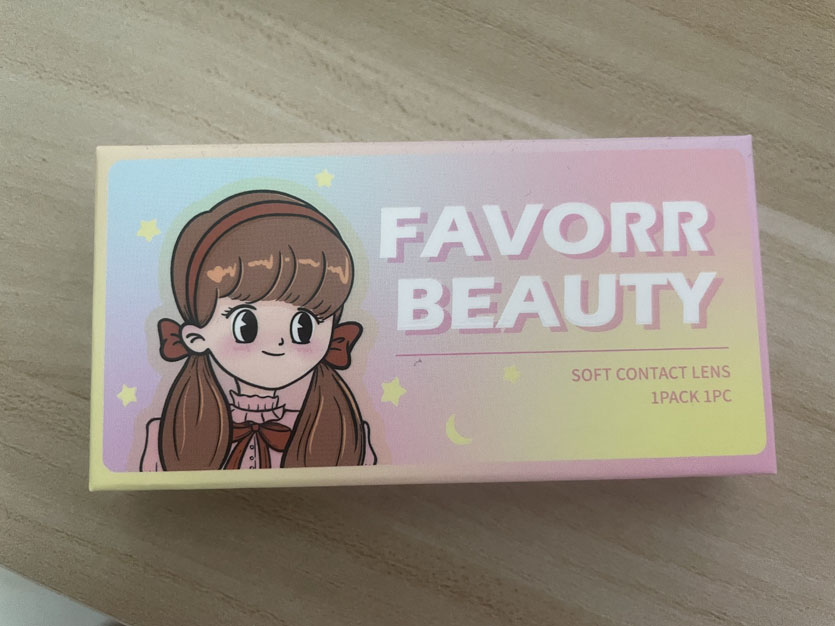 FAVORR
BEAUTY
SOFT CONTACT LENS
1PACK 1PC